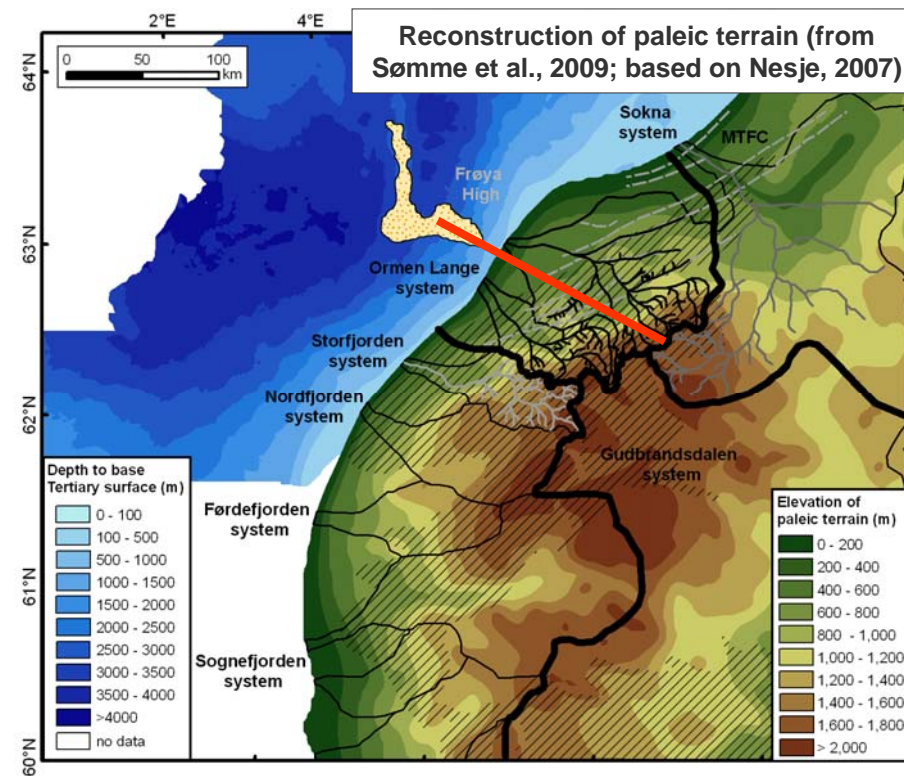 2°E
4°E
Reconstruction of paleic terrain (from
Sømme et al., 2009; based on Nesje, 2007)
0
50
100
km
64°N
63°N
62°N
61°N
60°N
Sokna
system
MTFC
Frøya
High
Ormen Lange
system
Storfjorden
system
Nordfjorden
system
Gudbrandsdalen
system
Førdefjorden
system
Sognefjorden
system
Depth to base
Tertiary surface (m)
0 - 100
100 - 500
500 - 1000
1000 - 1500
1500 - 2000
2000 - 2500
2500 - 3000
3000 - 3500
3500 - 4000
>4000
no data
Elevation of
paleic terrain (m)
0 - 200
200 - 400
400 - 600
600 - 800
800 - 1,000
1,000 - 1,200
1,200 - 1,400
1,400 - 1,600
1,600 - 1,800
> 2,000